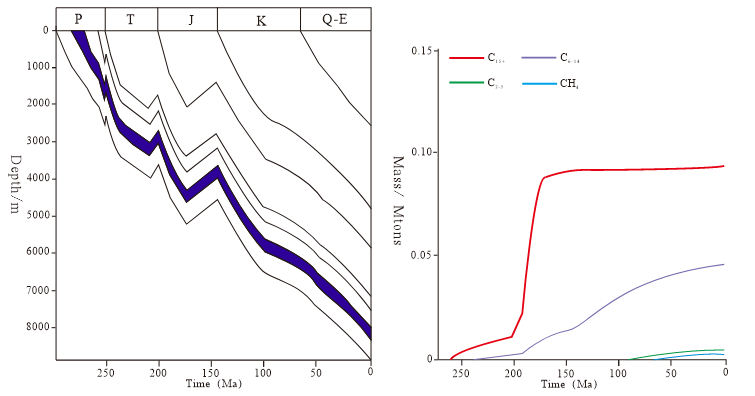 P T J K Q-E
0
1000
2000
3000
4000
5000
6000
7000
8000
Depth/m
250 200 150 100 50 0
Time (Ma)
0.15
0.10
0.05
0
Mass/ Mtons
C₁₅₊ C₆₋₁₄
C₂₋₅ CH₄
250 200 150 100 50 0
Time (Ma)